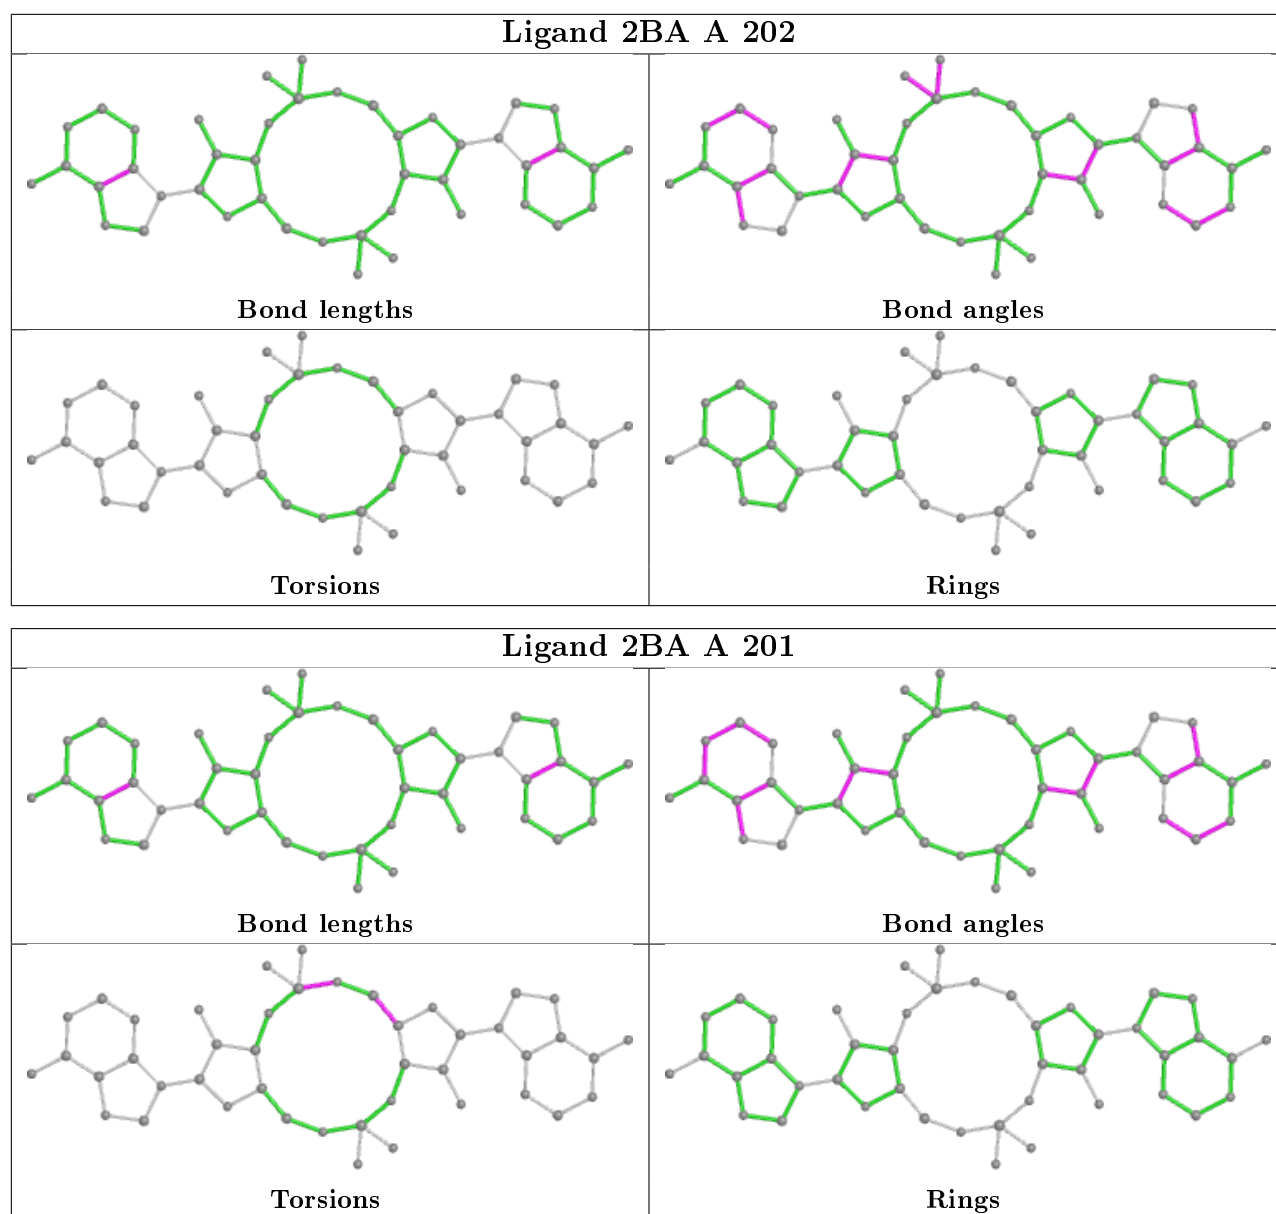 Ligand 2BA A 202
Bond lengths
Bond angles
Torsions
Rings
Ligand 2BA A 201
Bond lengths
Bond angles
Torsions
Rings